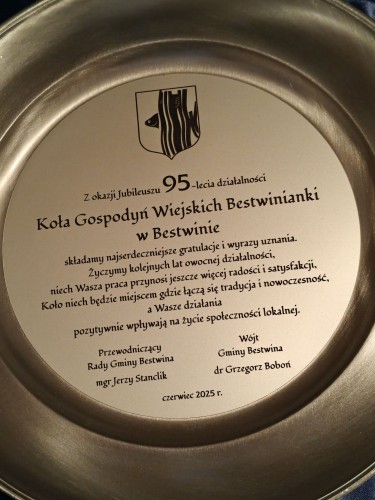 Z okazji Jubileuszu 95-lecia działalności
Koła Gospodyń Wiejskich Bestwinianki
w Bestwinie
składamy najserdeczniejsze gratulacje i wyrazy uznania.
Życzymy kolejnych lat owocnej działalności,
niech Wasza praca przynosi jeszcze więcej radości i satysfakcji,
Koło niech będzie miejscem gdzie łączą się tradycja i nowoczesność,
a Wasze działania
pozytywnie wpływają na życie społeczności lokalnej.
Przewodniczący
Rady Gminy Bestwina
mgr Jerzy Stanclik
Wójt
Gminy Bestwina
dr Grzegorz Boboń
czerwiec 2025 r.